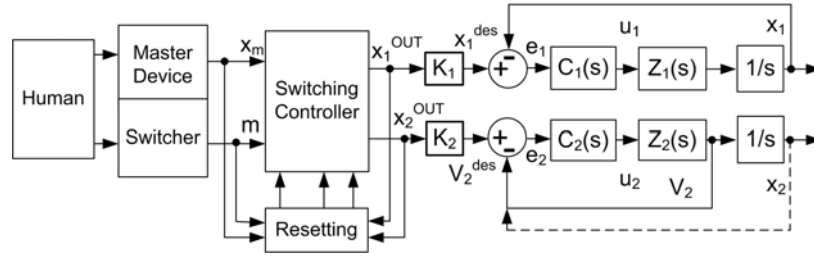 Human
Master
Device
Switcher
x_m
m
Switching
Controller
Resetting
x_1^OUT
x_2^OUT
K_1
K_2
x_1^des
V_2^des
+
-
+
-
e_1
e_2
C_1(s)
C_2(s)
u_1
u_2
Z_1(s)
Z_2(s)
V_2
1/s
1/s
x_1
x_2